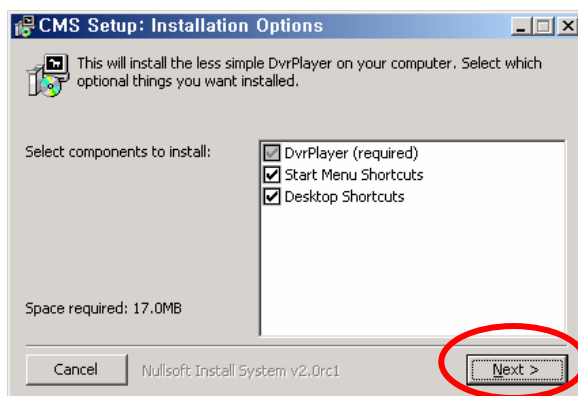 CMS Setup: Installation Options
This will install the less simple DvrPlayer on your computer. Select which
optional things you want installed.
Select components to install:
DvrPlayer (required)
Start Menu Shortcuts
Desktop Shortcuts
Space required: 17.0MB
Cancel
Nullsoft Install System v2.0rc1
Next >